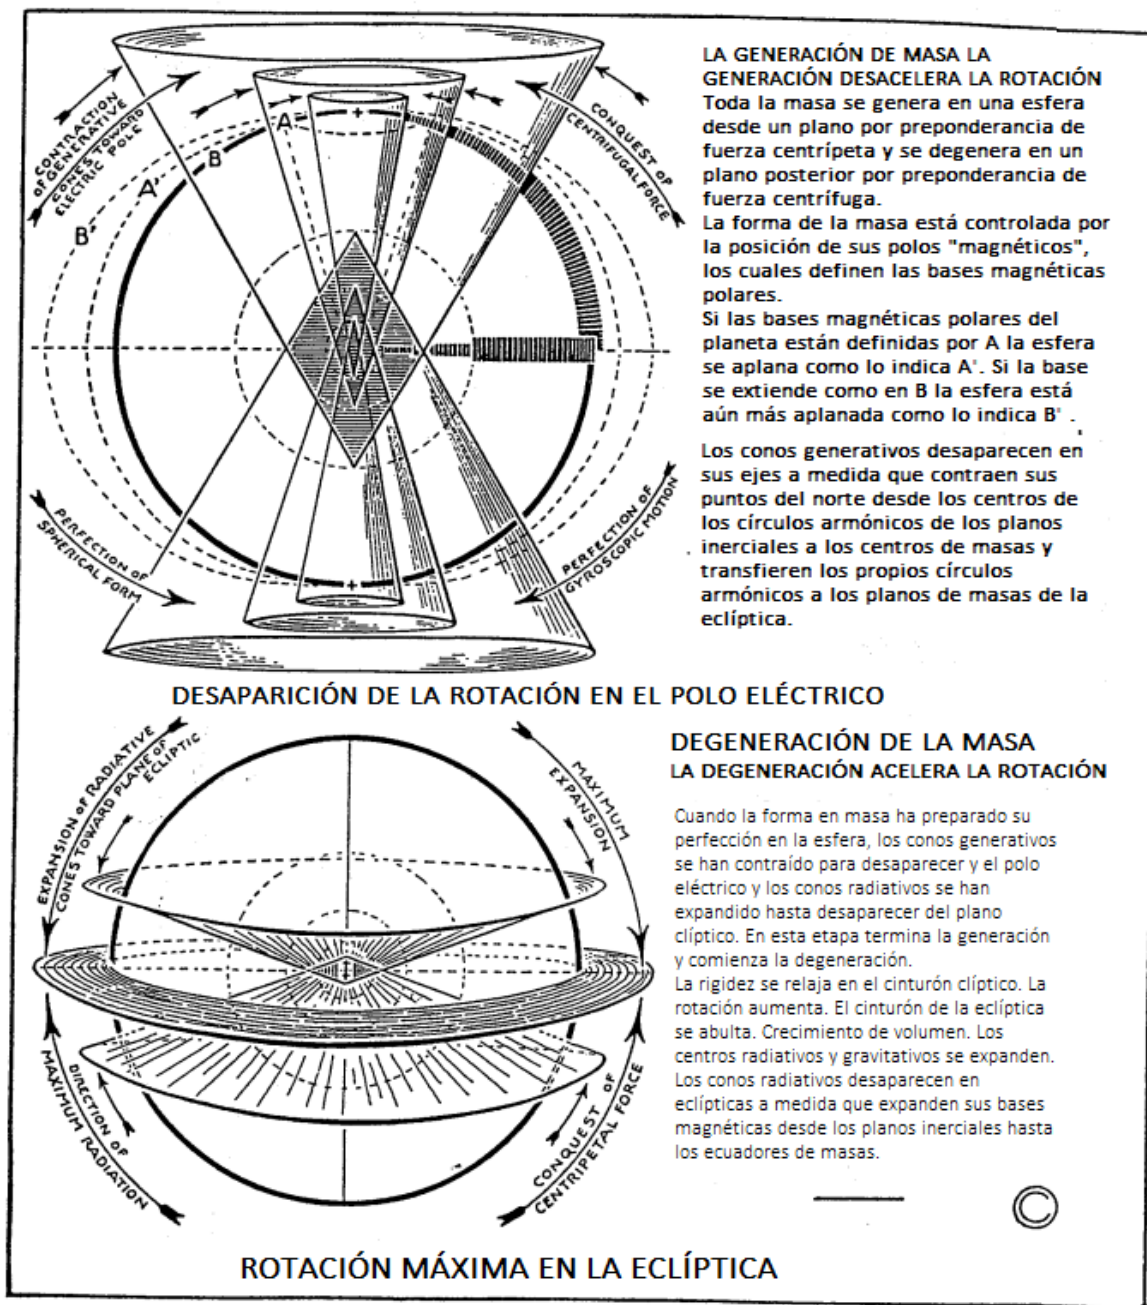 LA GENERACIÓN DE MASA LA
GENERACIÓN DESACELERA LA ROTACIÓN
Toda la masa se genera en una esfera
desde un plano por preponderancia de
fuerza centrípeta y se degenera en un
plano posterior por preponderancia de
fuerza centrífuga.
La forma de la masa está controlada por
la posición de sus polos "magnéticos",
los cuales definen las bases magnéticas
polares.
Si las bases magnéticas polares del
planeta están definidas por A la esfera
se aplana como lo indica A'. Si la base
se extiende como en B la esfera está
aún más aplanada como lo indica B' .
Los conos generativos desaparecen en
sus ejes a medida que contraen sus
puntos del norte desde los centros de
los círculos armónicos de los planos
inerciales a los centros de masas y
transfieren los propios círculos
armónicos a los planos de masas de la
eclíptica.
CONTRACTION
OF GENERATIVE
CONES TOWARD
ELECTRIC POLE
CONQUEST OF
CENTRIFUGAL FORCE
A
B
A'
B'
+
+
PERFECTION OF
SPHERICAL FORM
PERFECTION OF
GYROSCOPIC MOTION
DESAPARICIÓN DE LA ROTACIÓN EN EL POLO ELÉCTRICO
EXPANSION OF RADIATIVE
CONES TOWARD PLANE OF
ECLIPTIC
MAXIMUM
EXPANSION
DIRECTION OF
MAXIMUM RADIATION
CONQUEST OF
CENTRIPETAL FORCE
DEGENERACIÓN DE LA MASA
LA DEGENERACIÓN ACELERA LA ROTACIÓN
Cuando la forma en masa ha preparado su
perfección en la esfera, los conos generativos
se han contraído para desaparecer y el polo
eléctrico y los conos radiativos se han
expandido hasta desaparecer del plano
clíptico. En esta etapa termina la generación
y comienza la degeneración.
La rigidez se relaja en el cinturón clíptico. La
rotación aumenta. El cinturón de la eclíptica
se abulta. Crecimiento de volumen. Los
centros radiativos y gravitativos se expanden.
Los conos radiativos desaparecen en
eclípticas a medida que expanden sus bases
magnéticas desde los planos inerciales hasta
los ecuadores de masas.
©
ROTACIÓN MÁXIMA EN LA ECLÍPTICA